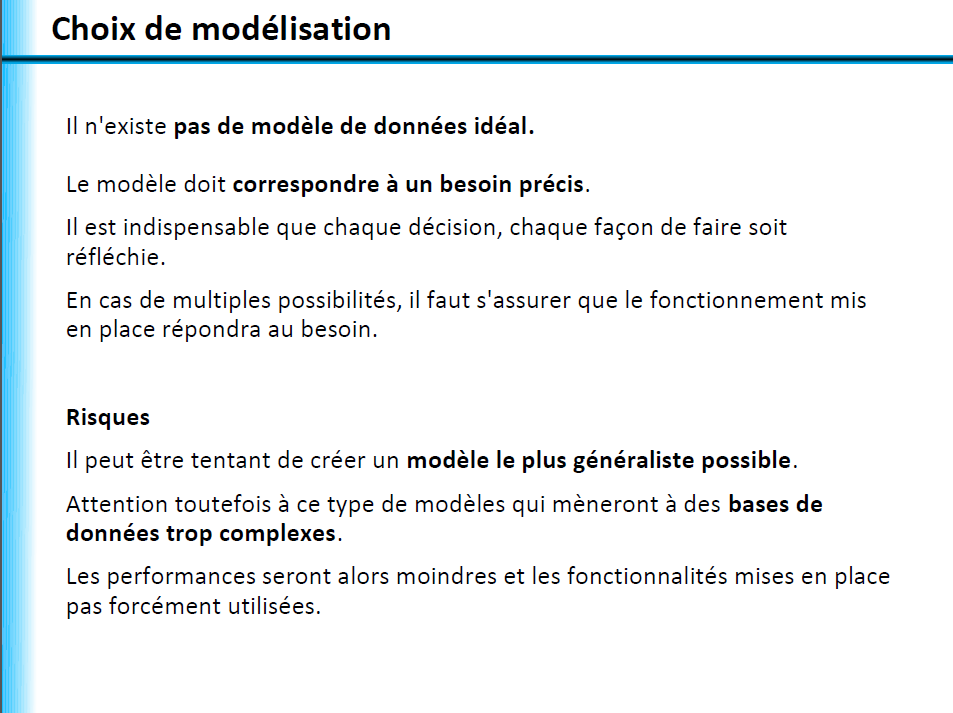 Choix de modélisation
Il n'existe pas de modèle de données idéal.
Le modèle doit correspondre à un besoin précis.
Il est indispensable que chaque décision, chaque façon de faire soit
réfléchie.
En cas de multiples possibilités, il faut s'assurer que le fonctionnement mis
en place répondra au besoin.
Risques
Il peut être tentant de créer un modèle le plus généraliste possible.
Attention toutefois à ce type de modèles qui mèneront à des bases de
données trop complexes.
Les performances seront alors moindres et les fonctionnalités mises en place
pas forcément utilisées.